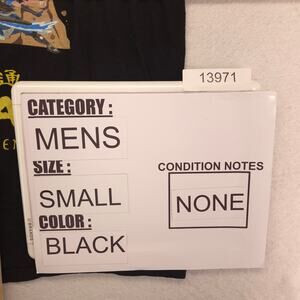 13971
CATEGORY :
MENS
SIZE :
SMALL
COLOR :
BLACK
CONDITION NOTES
NONE